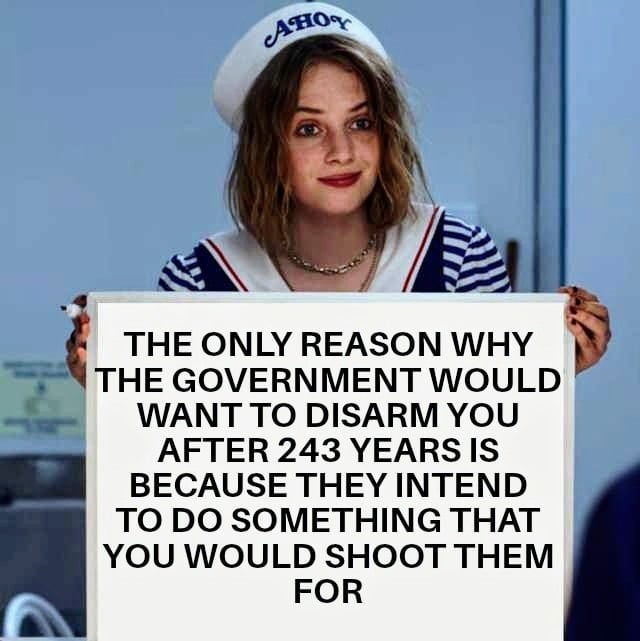 AHOY
THE ONLY REASON WHY
THE GOVERNMENT WOULD
WANT TO DISARM YOU
AFTER 243 YEARS IS
BECAUSE THEY INTEND
TO DO SOMETHING THAT
YOU WOULD SHOOT THEM
FOR